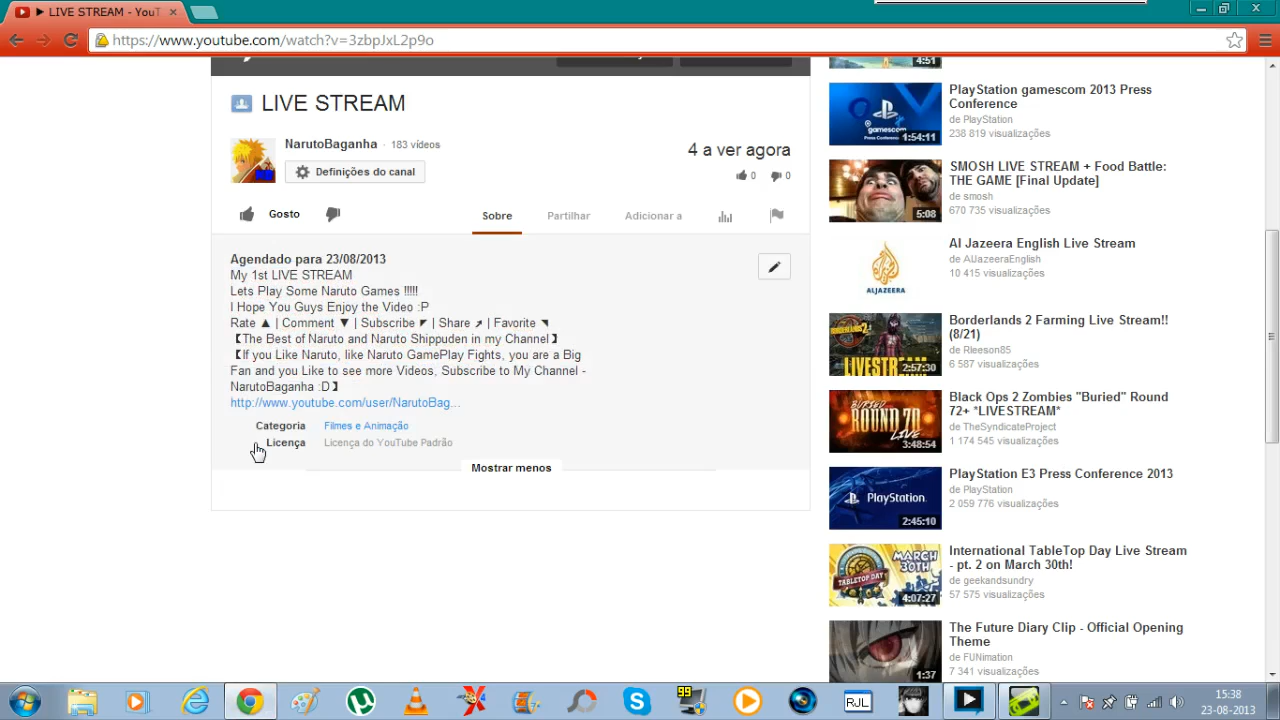 ▶ LIVE STREAM - YouT
https://www.youtube.com/watch?v=3zbpJxL2p9o
LIVE STREAM
NarutoBaganha · 183 vídeos
Definições do canal
4 a ver agora
0 0
Gosto
Sobre Partilhar Adicionar a
Agendado para 23/08/2013
My 1st LIVE STREAM
Lets Play Some Naruto Games !!!!!
I Hope You Guys Enjoy the Video :P
Rate ▲ | Comment ▼ | Subscribe ◤ | Share ↗ | Favorite ◥
【The Best of Naruto and Naruto Shippuden in my Channel】
【If you Like Naruto, like Naruto GamePlay Fights, you are a Big
Fan and you like to see more Videos, Subscribe to My Channel -
NarutoBaganha :D】
http://www.youtube.com/user/NarutoBag...
Categoria Filmes e Animação
Licença Licença do YouTube Padrão
Mostrar menos
4:51
PlayStation gamescom 2013 Press
Conference
de PlayStation
238 819 visualizações
gamescom
Press Conference
1:54:11
SMOSH LIVE STREAM + Food Battle:
THE GAME [Final Update]
de smosh
670 735 visualizações
5:08
Al Jazeera English Live Stream
de AlJazeeraEnglish
10 415 visualizações
ALJAZEERA
Borderlands 2 Farming Live Stream!!
(8/21)
de Rleeson85
6 587 visualizações
LIVESTREAM
2:57:30
Black Ops 2 Zombies "Buried" Round
72+ *LIVESTREAM*
de TheSyndicateProject
1 174 545 visualizações
BURIED
ROUND 70
LIVE
3:48:54
PlayStation E3 Press Conference 2013
de PlayStation
2 059 776 visualizações
PlayStation.
2:45:10
International TableTop Day Live Stream
- pt. 2 on March 30th!
de geekandsundry
57 575 visualizações
MARCH
30TH!
TABLETOP DAY
4:07:27
The Future Diary Clip - Official Opening
Theme
de FUNimation
7 341 visualizações
1:37
99
RJL
15:38
23-08-2013